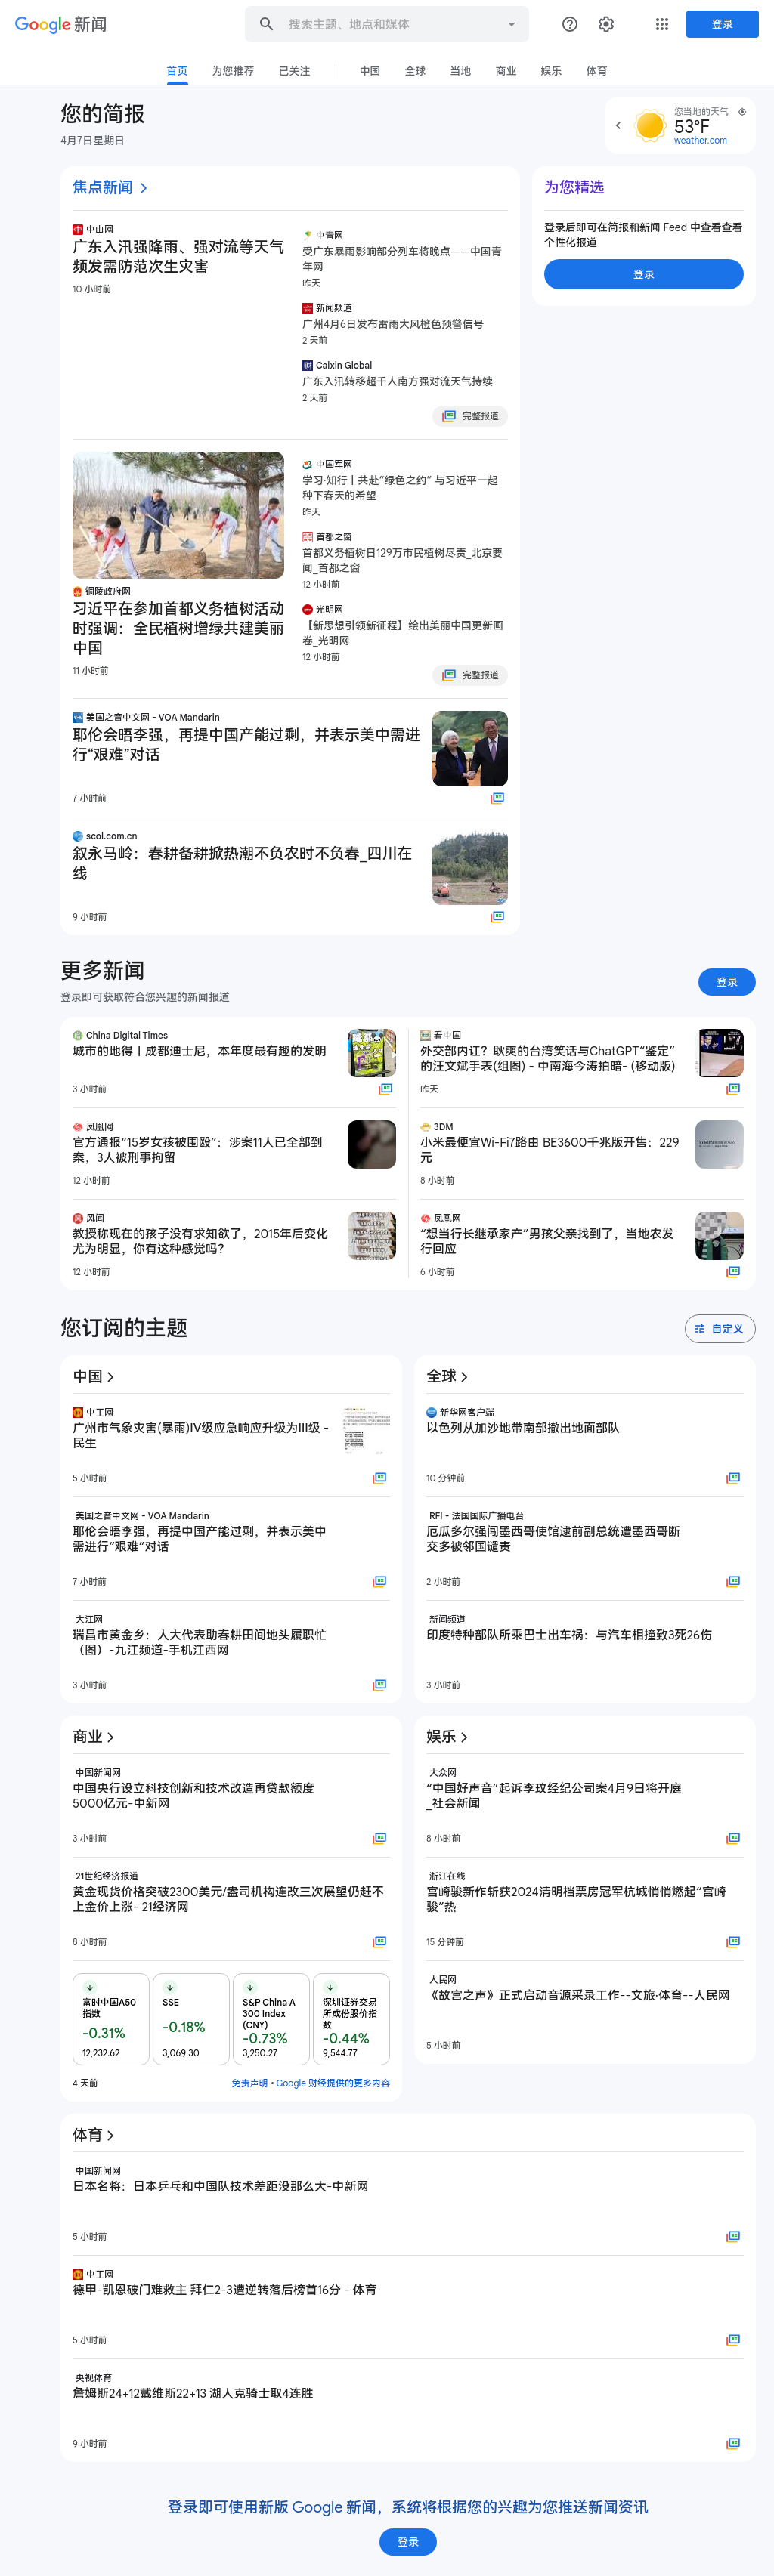 Google 新闻
搜索主题、地点和媒体
登录
首页
为您推荐
已关注
中国
全球
当地
商业
娱乐
体育
您的简报
4月7日星期日
您当地的天气
53°F
weather.com
焦点新闻
中山网
广东入汛强降雨、强对流等天气
频发需防范次生灾害
10 小时前
中青网
受广东暴雨影响部分列车将晚点——中国青
年网
昨天
新闻频道
广州4月6日发布雷雨大风橙色预警信号
2 天前
Caixin Global
广东入汛转移超千人南方强对流天气持续
2 天前
完整报道
铜陵政府网
习近平在参加首都义务植树活动
时强调：全民植树增绿共建美丽
中国
11 小时前
中国军网
学习·知行丨共赴“绿色之约” 与习近平一起
种下春天的希望
昨天
首都之窗
首都义务植树日129万市民植树尽责_北京要
闻_首都之窗
12 小时前
光明网
【新思想引领新征程】绘出美丽中国更新画
卷_光明网
12 小时前
完整报道
美国之音中文网 - VOA Mandarin
耶伦会晤李强，再提中国产能过剩，并表示美中需进
行“艰难”对话
7 小时前
scol.com.cn
叙永马岭：春耕备耕掀热潮不负农时不负春_四川在
线
9 小时前
为您精选
登录后即可在简报和新闻 Feed 中查看查看
个性化报道
登录
更多新闻
登录即可获取符合您兴趣的新闻报道
登录
China Digital Times
城市的地得丨成都迪士尼，本年度最有趣的发明
3 小时前
看中国
外交部内讧？耿爽的台湾笑话与ChatGPT“鉴定”
的汪文斌手表(组图) - 中南海今涛拍暗- (移动版)
昨天
凤凰网
官方通报“15岁女孩被围殴”：涉案11人已全部到
案，3人被刑事拘留
12 小时前
3DM
小米最便宜Wi-Fi7路由 BE3600千兆版开售：229
元
8 小时前
风闻
教授称现在的孩子没有求知欲了，2015年后变化
尤为明显，你有这种感觉吗？
12 小时前
凤凰网
“想当行长继承家产”男孩父亲找到了，当地农发
行回应
6 小时前
您订阅的主题
自定义
中国
中工网
广州市气象灾害(暴雨)Ⅳ级应急响应升级为Ⅲ级 -
民生
5 小时前
美国之音中文网 - VOA Mandarin
耶伦会晤李强，再提中国产能过剩，并表示美中
需进行“艰难”对话
7 小时前
大江网
瑞昌市黄金乡：人大代表助春耕田间地头履职忙
（图）-九江频道-手机江西网
3 小时前
全球
新华网客户端
以色列从加沙地带南部撤出地面部队
10 分钟前
RFI - 法国国际广播电台
厄瓜多尔强闯墨西哥使馆逮前副总统遭墨西哥断
交多被邻国谴责
2 小时前
新闻频道
印度特种部队所乘巴士出车祸：与汽车相撞致3死26伤
3 小时前
商业
中国新闻网
中国央行设立科技创新和技术改造再贷款额度
5000亿元-中新网
3 小时前
21世纪经济报道
黄金现货价格突破2300美元/盎司机构连改三次展望仍赶不
上金价上涨- 21经济网
8 小时前
富时中国A50
指数
-0.31%
12,232.62
SSE
-0.18%
3,069.30
S&P China A
300 Index
(CNY)
-0.73%
3,250.27
深圳证券交易
所成份股价指
数
-0.44%
9,544.77
4 天前
免责声明 • Google 财经提供的更多内容
娱乐
大众网
“中国好声音”起诉李玟经纪公司案4月9日将开庭
_社会新闻
8 小时前
浙江在线
宫崎骏新作斩获2024清明档票房冠军杭城悄悄燃起“宫崎
骏”热
15 分钟前
人民网
《故宫之声》正式启动音源采录工作--文旅·体育--人民网
5 小时前
体育
中国新闻网
日本名将：日本乒乓和中国队技术差距没那么大-中新网
5 小时前
中工网
德甲-凯恩破门难救主 拜仁2-3遭逆转落后榜首16分 - 体育
5 小时前
央视体育
詹姆斯24+12戴维斯22+13 湖人克骑士取4连胜
9 小时前
登录即可使用新版 Google 新闻，系统将根据您的兴趣为您推送新闻资讯
登录